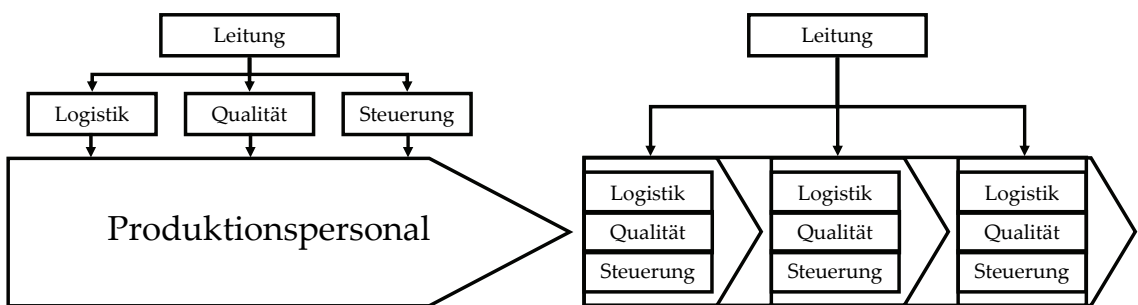 Leitung
Logistik
Qualität
Steuerung
Produktionspersonal
Leitung
Logistik
Qualität
Steuerung
Logistik
Qualität
Steuerung
Logistik
Qualität
Steuerung